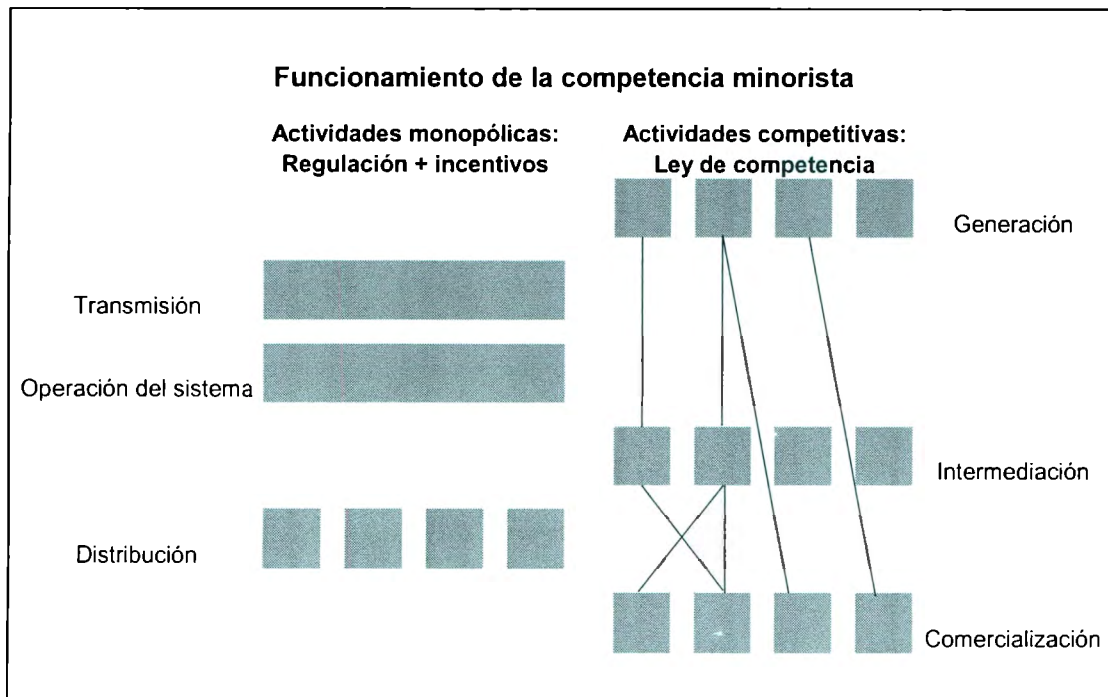 Funcionamiento de la competencia minorista
Actividades monopólicas:
Regulación + incentivos
Actividades competitivas:
Ley de competencia
Generación
Transmisión
Operación del sistema
Intermediación
Distribución
Comercialización